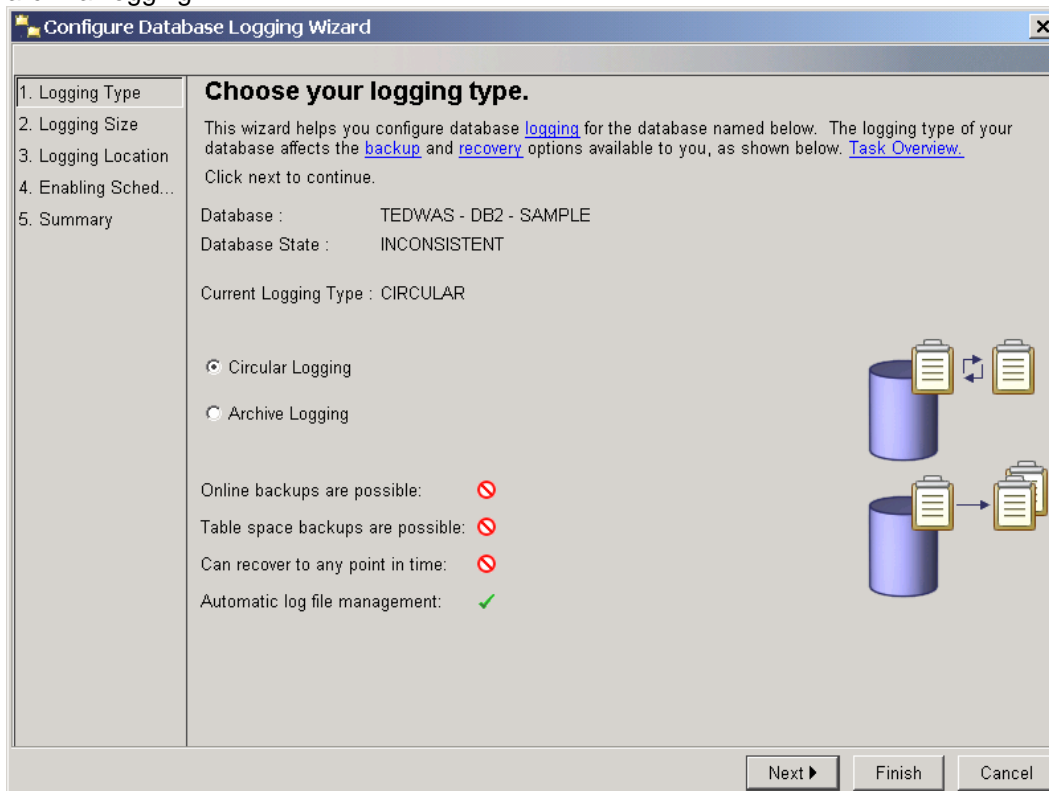 Configure Database Logging Wizard
1. Logging Type
2. Logging Size
3. Logging Location
4. Enabling Sched...
5. Summary
Choose your logging type.
This wizard helps you configure database logging for the database named below. The logging type of your
database affects the backup and recovery options available to you, as shown below. Task Overview.
Click next to continue.
Database : TEDWAS - DB2 - SAMPLE
Database State : INCONSISTENT
Current Logging Type : CIRCULAR
Circular Logging
Archive Logging
Online backups are possible:
Table space backups are possible:
Can recover to any point in time:
Automatic log file management:
Next
Finish
Cancel